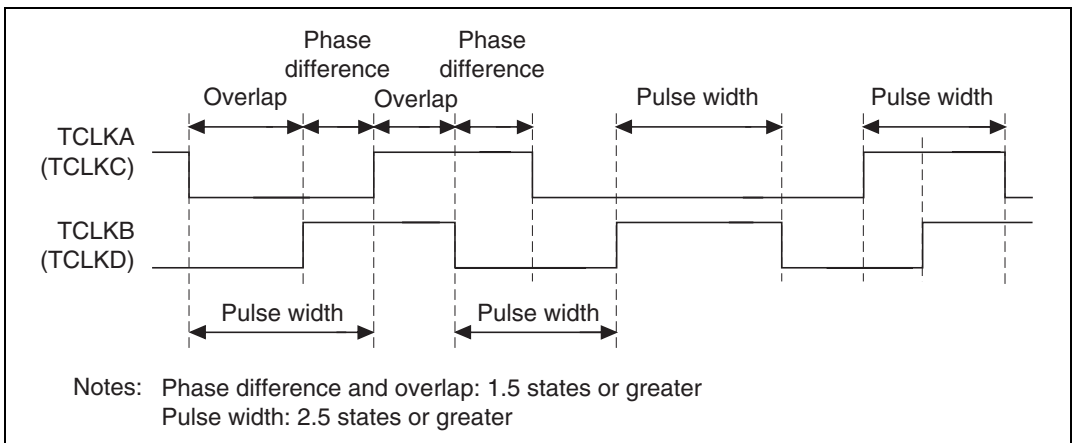 Phase
difference
Phase
difference
Overlap
Overlap
Pulse width
Pulse width
TCLKA
(TCLKC)
TCLKB
(TCLKD)
Pulse width
Pulse width
Notes: Phase difference and overlap: 1.5 states or greater
Pulse width: 2.5 states or greater